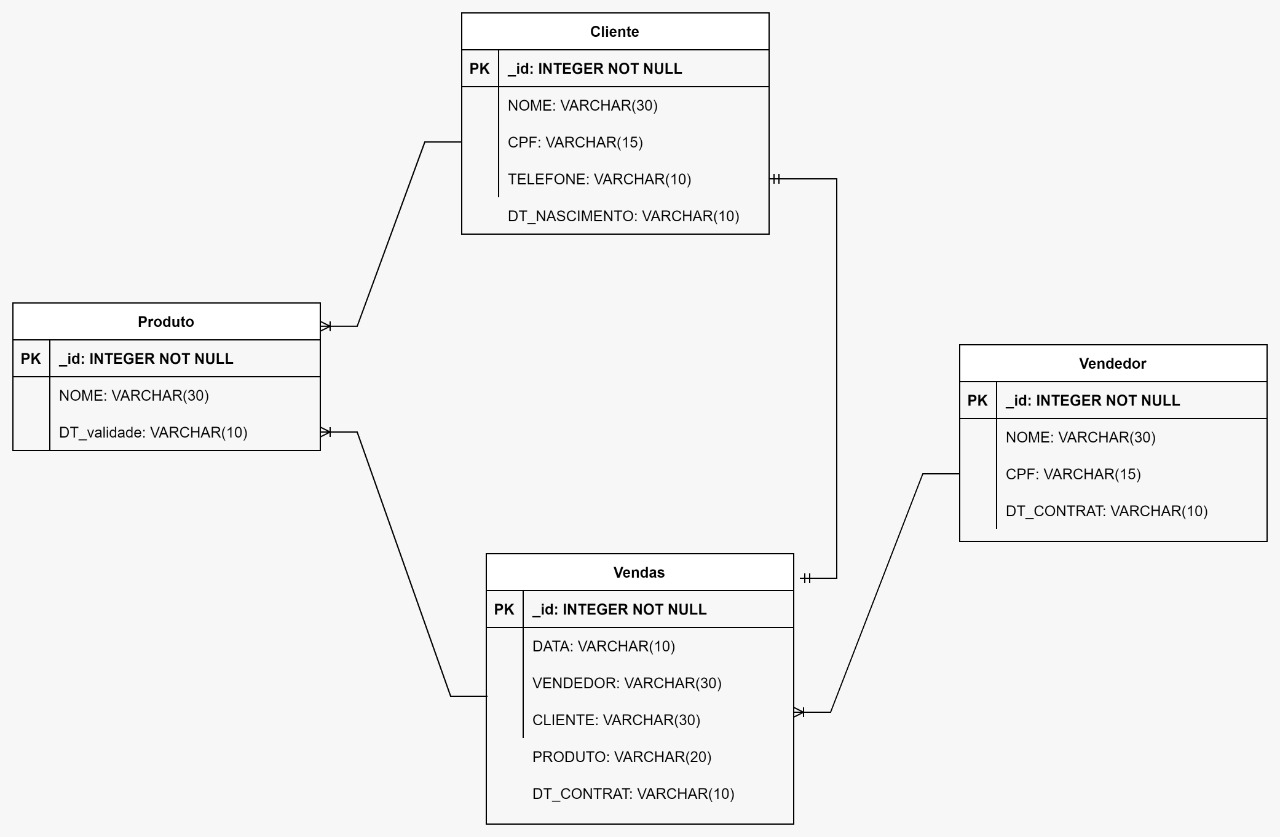 Cliente
PK _id: INTEGER NOT NULL
NOME: VARCHAR(30)
CPF: VARCHAR(15)
TELEFONE: VARCHAR(10)
DT_NASCIMENTO: VARCHAR(10)
Produto
PK _id: INTEGER NOT NULL
NOME: VARCHAR(30)
DT_validade: VARCHAR(10)
Vendedor
PK _id: INTEGER NOT NULL
NOME: VARCHAR(30)
CPF: VARCHAR(15)
DT_CONTRAT: VARCHAR(10)
Vendas
PK _id: INTEGER NOT NULL
DATA: VARCHAR(10)
VENDEDOR: VARCHAR(30)
CLIENTE: VARCHAR(30)
PRODUTO: VARCHAR(20)
DT_CONTRAT: VARCHAR(10)